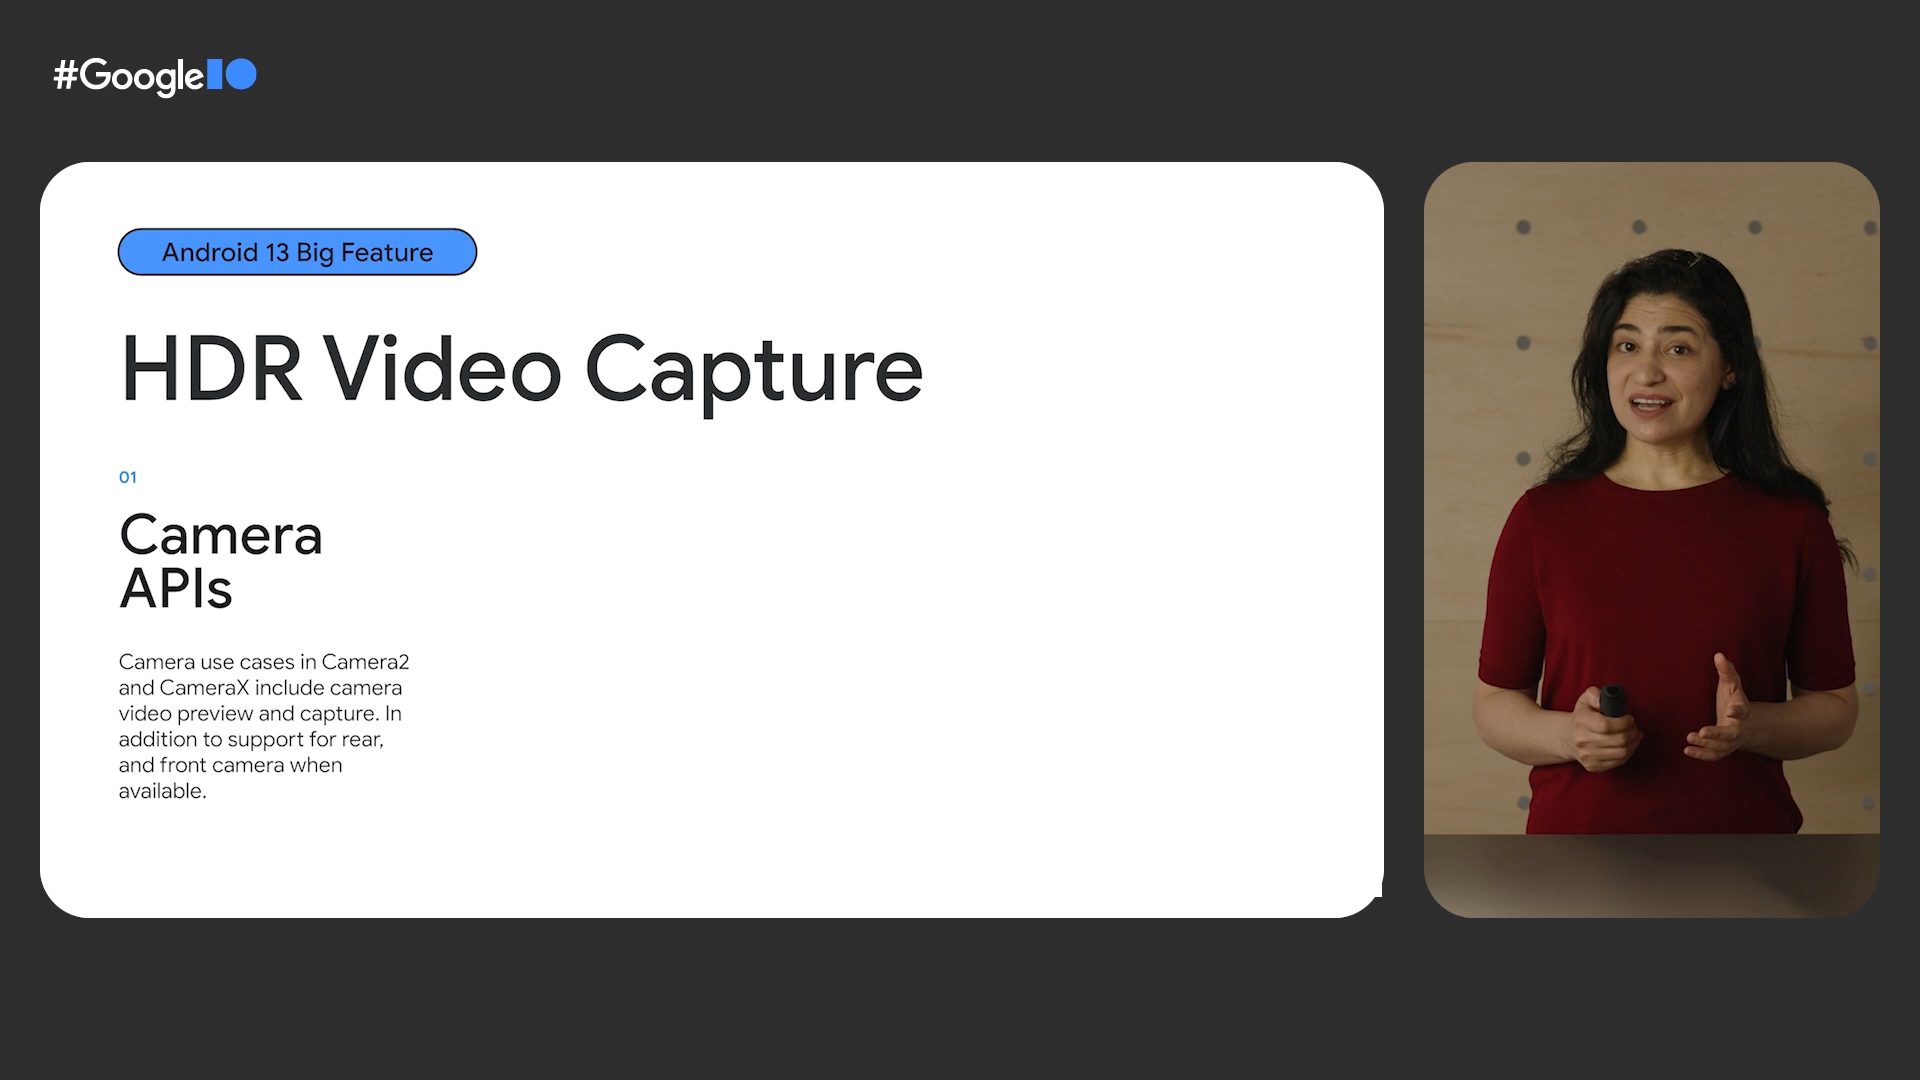 #GoogleIO
Android 13 Big Feature
HDR Video Capture
01
Camera
APIs
Camera use cases in Camera2
and CameraX include camera
video preview and capture. In
addition to support for rear,
and front camera when
available.